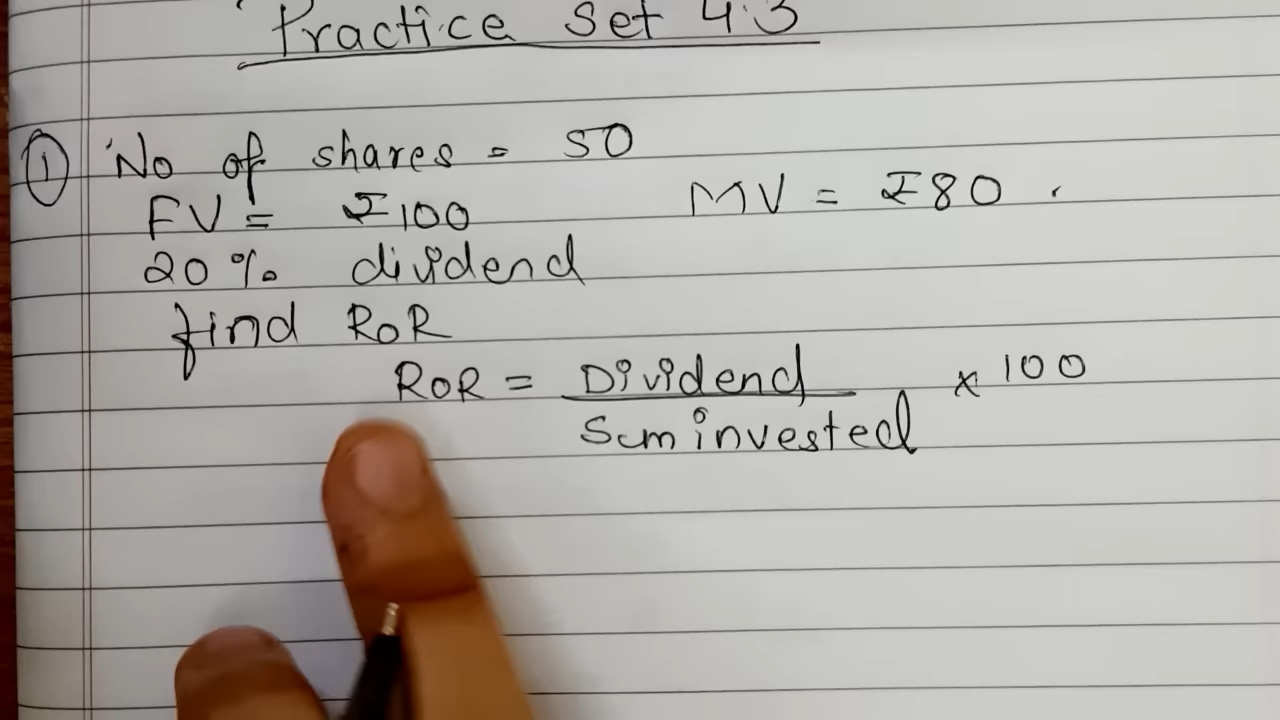 Practice Set 4.3
① No of shares = 50
FV = ₹100 MV = ₹80 .
20% dividend
find RoR
RoR = Dividend × 100
Sum invested